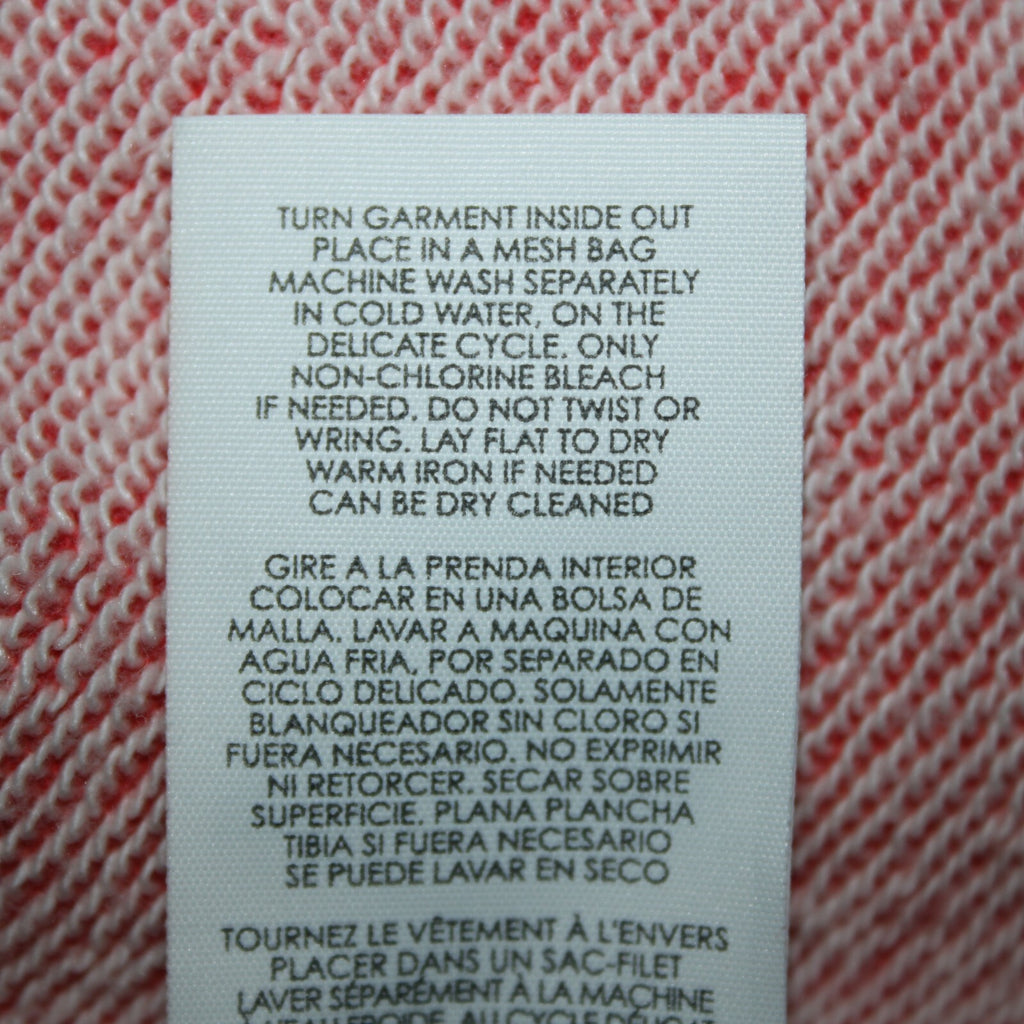 TURN GARMENT INSIDE OUT
PLACE IN A MESH BAG
MACHINE WASH SEPARATELY
IN COLD WATER, ON THE
DELICATE CYCLE. ONLY
NON-CHLORINE BLEACH
IF NEEDED. DO NOT TWIST OR
WRING. LAY FLAT TO DRY
WARM IRON IF NEEDED
CAN BE DRY CLEANED
GIRE A LA PRENDA INTERIOR
COLOCAR EN UNA BOLSA DE
MALLA. LAVAR A MAQUINA CON
AGUA FRIA, POR SEPARADO EN
CICLO DELICADO. SOLAMENTE
BLANQUEADOR SIN CLORO SI
FUERA NECESARIO. NO EXPRIMIR
NI RETORCER. SECAR SOBRE
SUPERFICIE. PLANA PLANCHA
TIBIA SI FUERA NECESARIO
SE PUEDE LAVAR EN SECO
TOURNEZ LE VÊTEMENT À L'ENVERS
PLACER DANS UN SAC-FILET
LAVER SÉPARÉMENT À LA MACHINE
À L'EAU FROIDE, AU CYCLE DÉLICAT